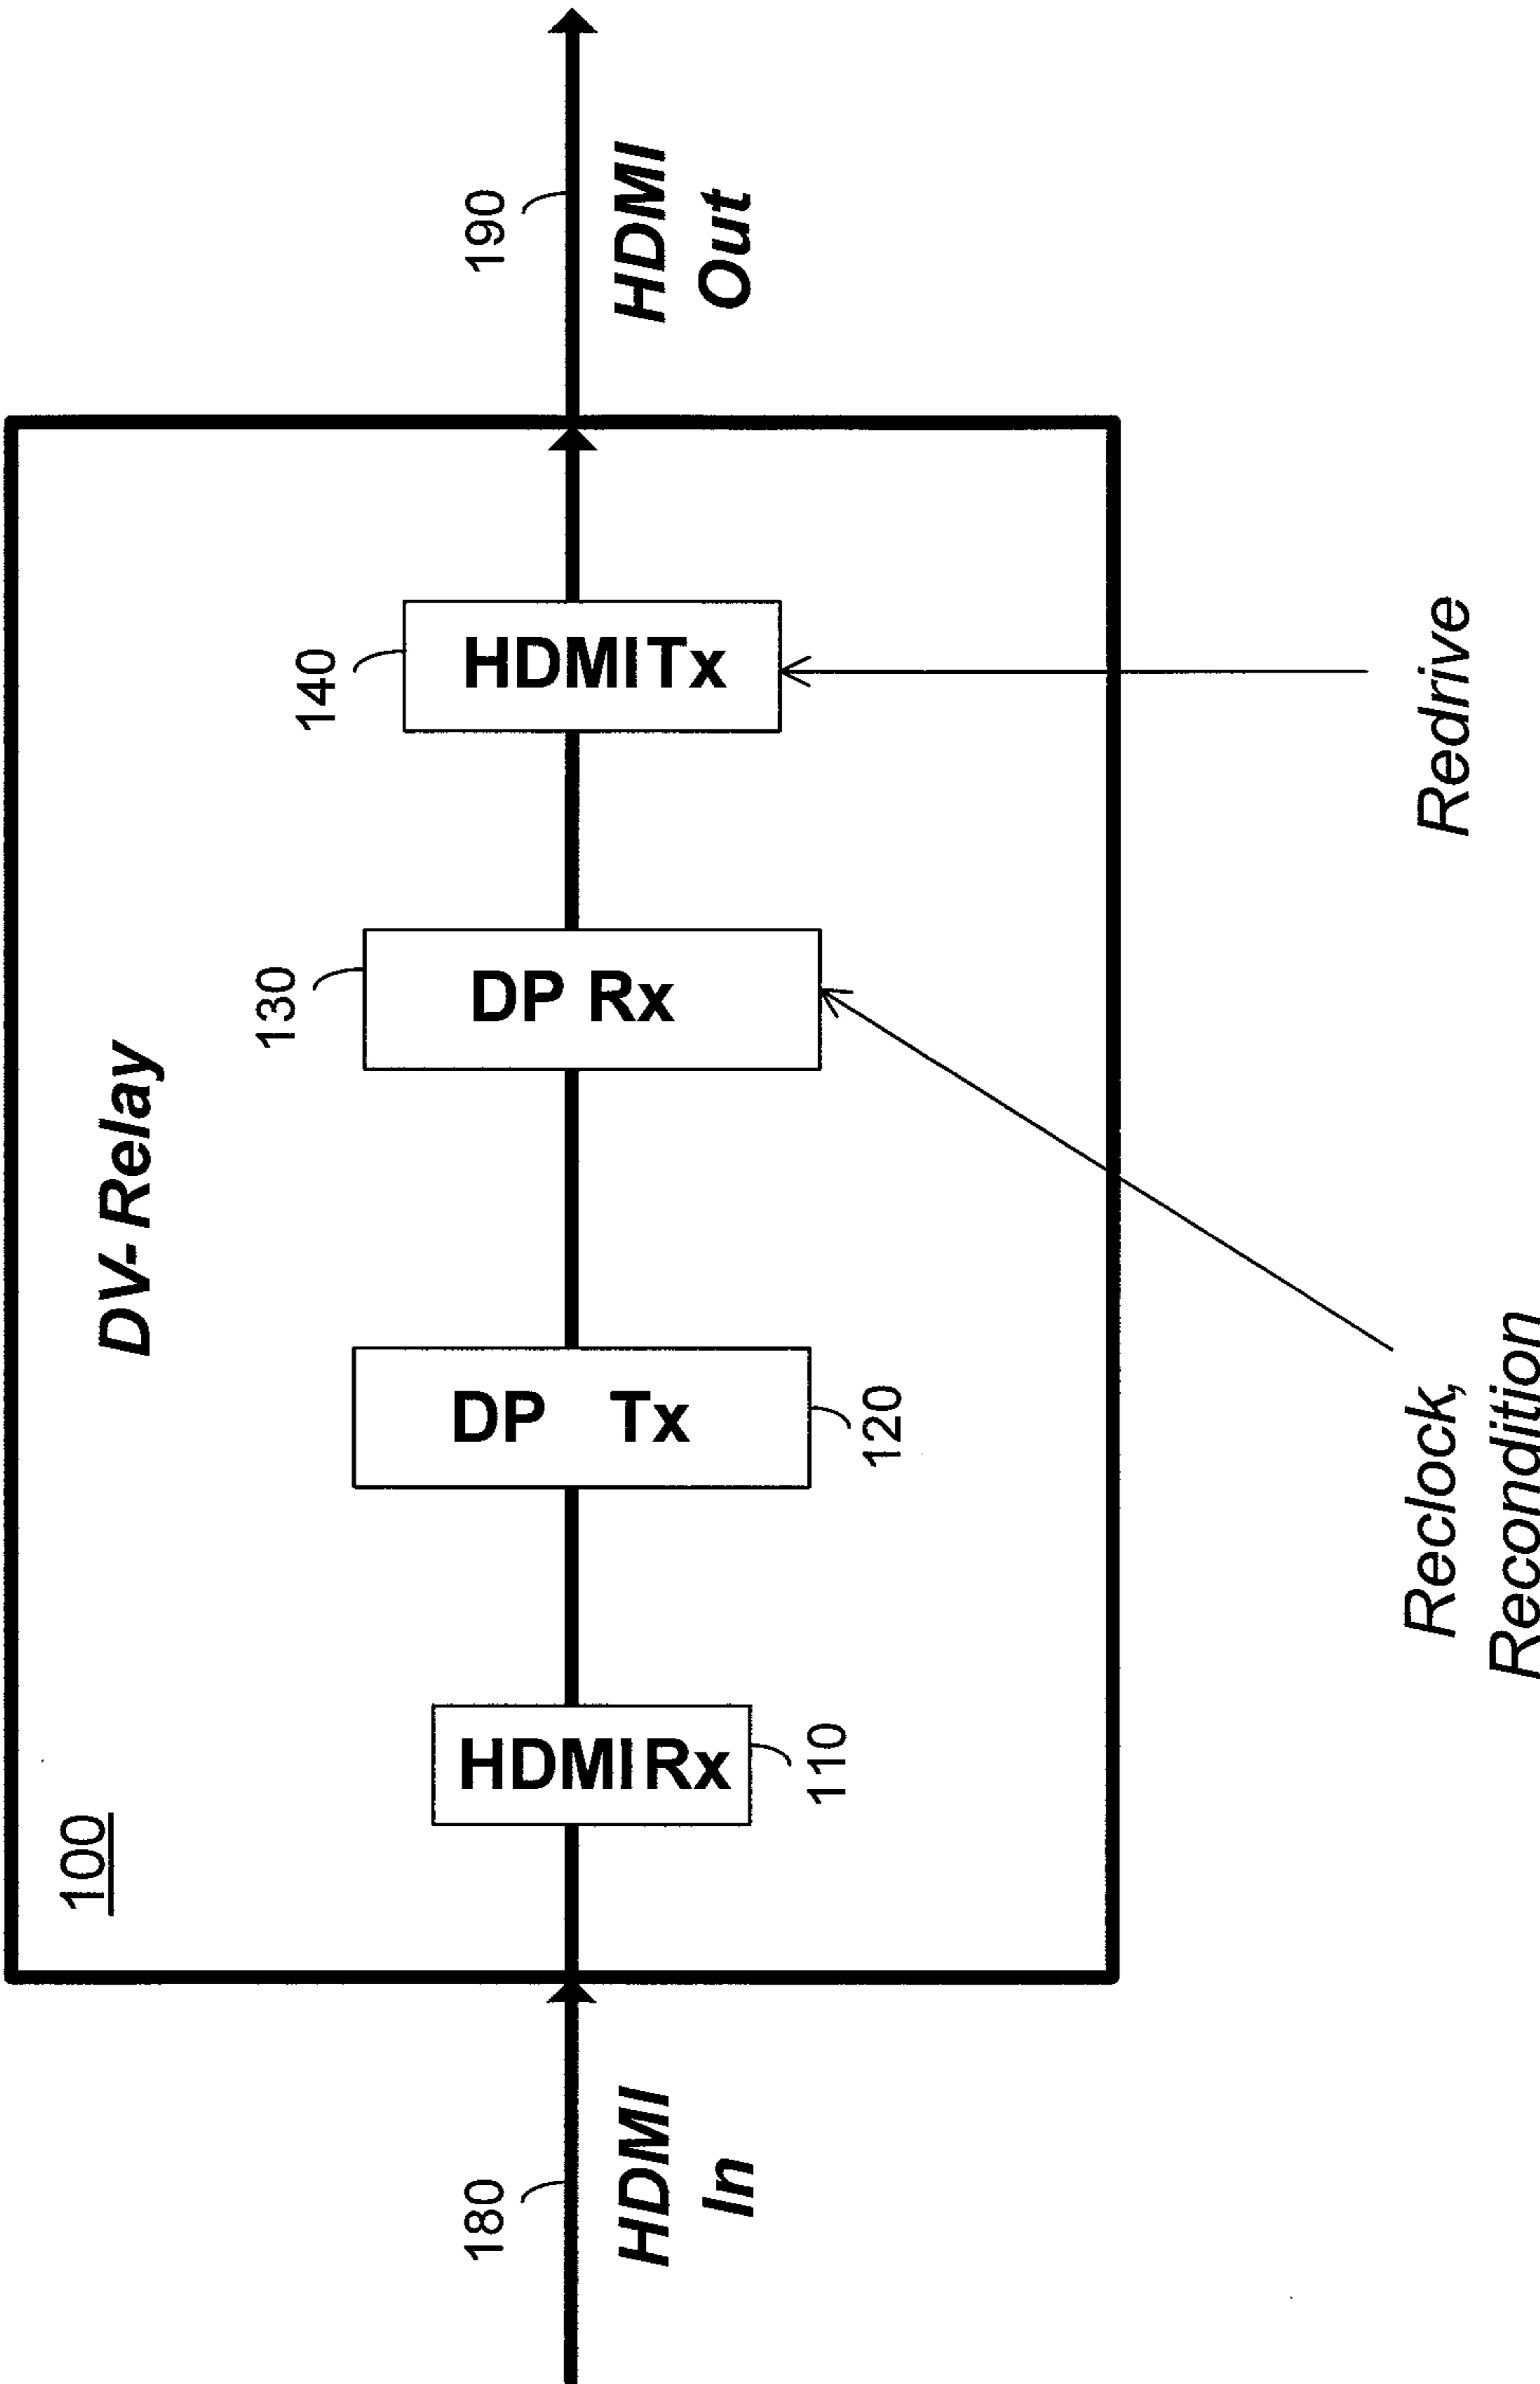 100
DV-Relay
180
HDMI
In
HDMI Rx
110
DP Tx
120
130
DP Rx
140
HDMI Tx
190
HDMI
Out
Reclock,
Recondition
Redrive